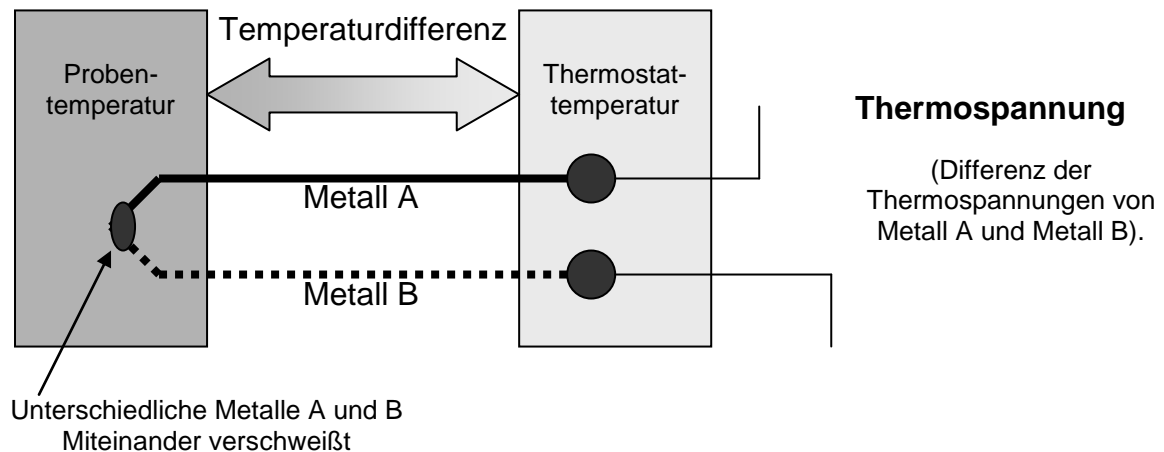 Temperaturdifferenz
Proben-
temperatur
Thermostat-
temperatur
Thermospannung
(Differenz der
Thermospannungen von
Metall A und Metall B).
Metall A
Metall B
Unterschiedliche Metalle A und B
Miteinander verschweißt